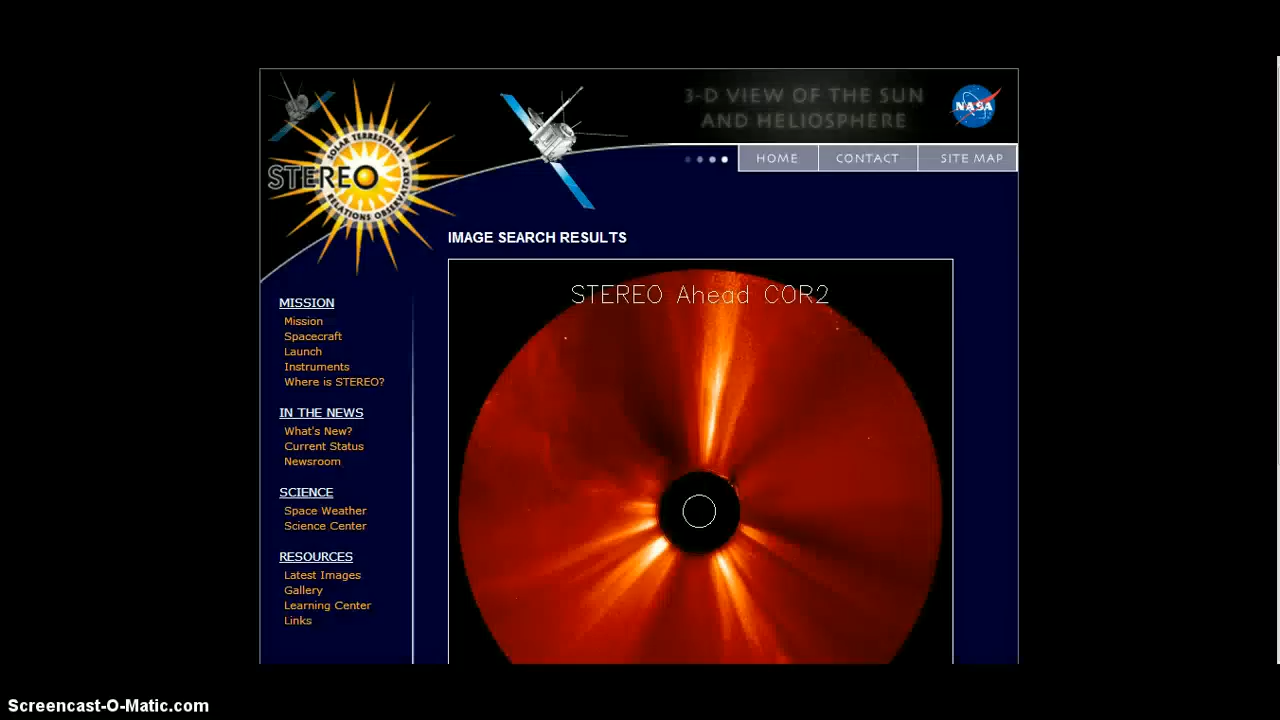 3-D VIEW OF THE SUN
AND HELIOSPHERE
NASA
HOME CONTACT SITE MAP
SOLAR TERRESTRIAL
STEREO
RELATIONS OBSERVATORY
IMAGE SEARCH RESULTS
STEREO Ahead COR2
MISSION
Mission
Spacecraft
Launch
Instruments
Where is STEREO?
IN THE NEWS
What's New?
Current Status
Newsroom
SCIENCE
Space Weather
Science Center
RESOURCES
Latest Images
Gallery
Learning Center
Links
Screencast-O-Matic.com